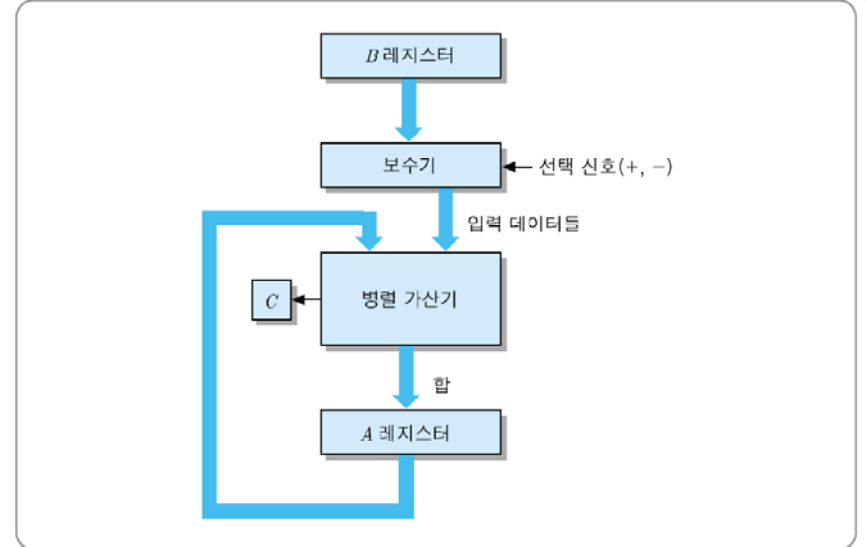 B 레지스터
보수기
선택 신호(+, −)
입력 데이터들
병렬 가산기
C
합
A 레지스터